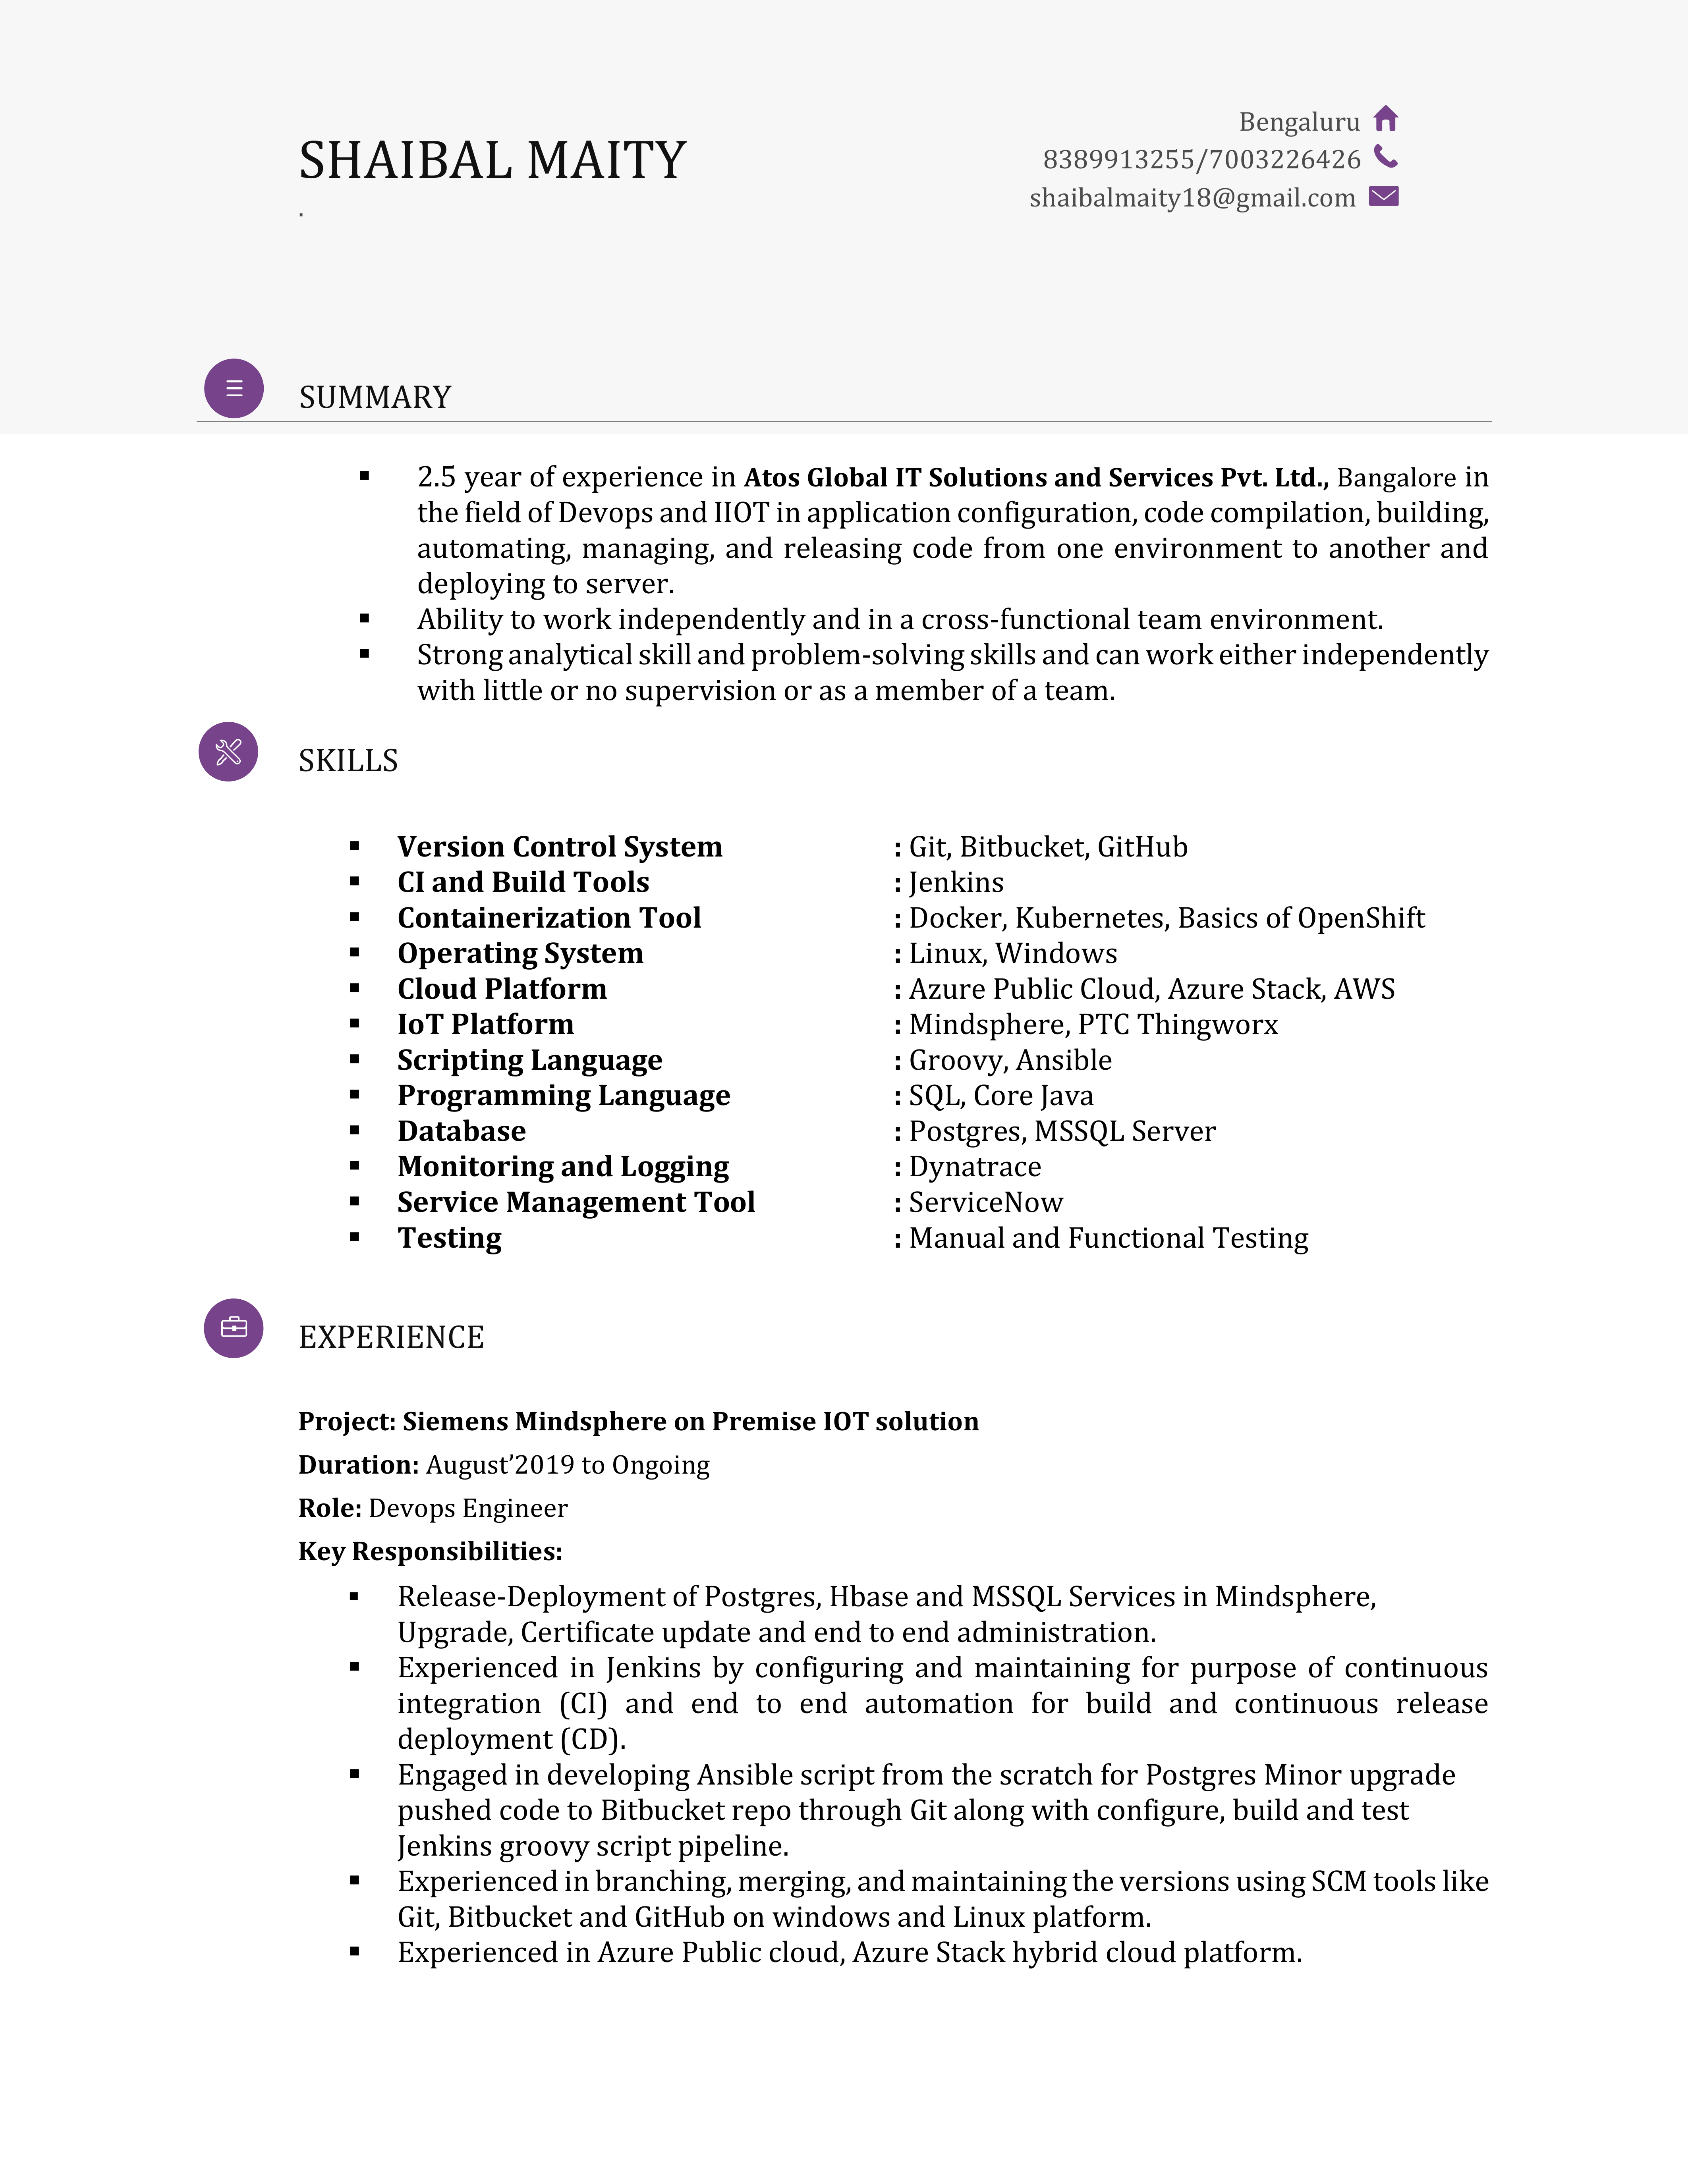 SHAIBAL MAITY
.
Bengaluru
8389913255/7003226426
shaibalmaity18@gmail.com
SUMMARY
▪ 2.5 year of experience in Atos Global IT Solutions and Services Pvt. Ltd., Bangalore in
the field of Devops and IIOT in application configuration, code compilation, building,
automating, managing, and releasing code from one environment to another and
deploying to server.
▪ Ability to work independently and in a cross-functional team environment.
▪ Strong analytical skill and problem-solving skills and can work either independently
with little or no supervision or as a member of a team.
SKILLS
▪ Version Control System : Git, Bitbucket, GitHub
▪ CI and Build Tools : Jenkins
▪ Containerization Tool : Docker, Kubernetes, Basics of OpenShift
▪ Operating System : Linux, Windows
▪ Cloud Platform : Azure Public Cloud, Azure Stack, AWS
▪ IoT Platform : Mindsphere, PTC Thingworx
▪ Scripting Language : Groovy, Ansible
▪ Programming Language : SQL, Core Java
▪ Database : Postgres, MSSQL Server
▪ Monitoring and Logging : Dynatrace
▪ Service Management Tool : ServiceNow
▪ Testing : Manual and Functional Testing
EXPERIENCE
Project: Siemens Mindsphere on Premise IOT solution
Duration: August’2019 to Ongoing
Role: Devops Engineer
Key Responsibilities:
▪ Release-Deployment of Postgres, Hbase and MSSQL Services in Mindsphere,
Upgrade, Certificate update and end to end administration.
▪ Experienced in Jenkins by configuring and maintaining for purpose of continuous
integration (CI) and end to end automation for build and continuous release
deployment (CD).
▪ Engaged in developing Ansible script from the scratch for Postgres Minor upgrade
pushed code to Bitbucket repo through Git along with configure, build and test
Jenkins groovy script pipeline.
▪ Experienced in branching, merging, and maintaining the versions using SCM tools like
Git, Bitbucket and GitHub on windows and Linux platform.
▪ Experienced in Azure Public cloud, Azure Stack hybrid cloud platform.